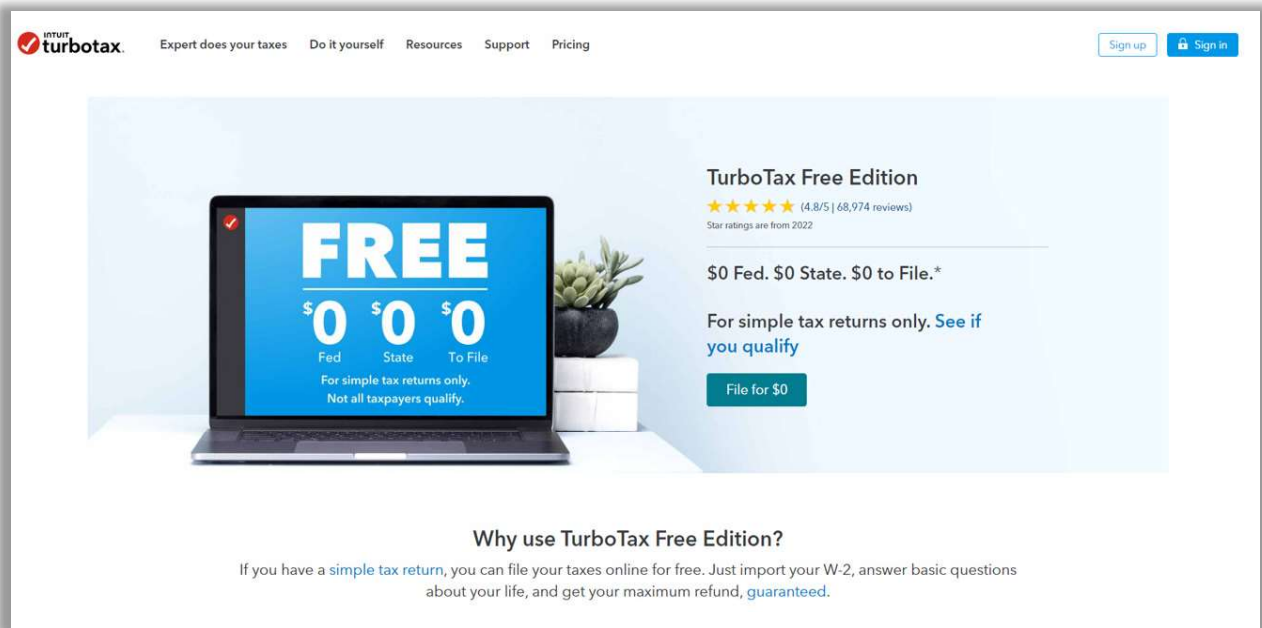 INTUIT
turbotax.
Expert does your taxes Do it yourself Resources Support Pricing
Sign up Sign in
FREE
$0 $0 $0
Fed State To File
For simple tax returns only.
Not all taxpayers qualify.
TurboTax Free Edition
(4.8/5 | 68,974 reviews)
Star ratings are from 2022
$0 Fed. $0 State. $0 to File.*
For simple tax returns only. See if
you qualify
File for $0
Why use TurboTax Free Edition?
If you have a simple tax return, you can file your taxes online for free. Just import your W-2, answer basic questions
about your life, and get your maximum refund, guaranteed.